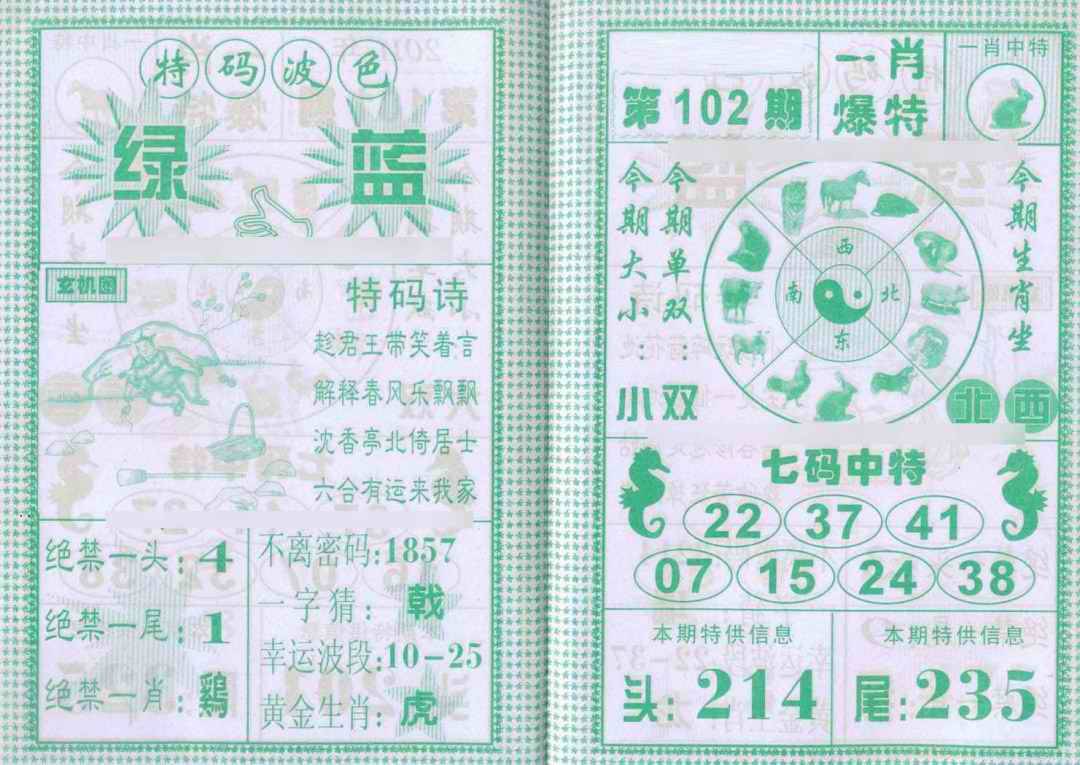 特码波色
绿 蓝
玄机图
特码诗
趁君王带笑着言
解释春风乐飘飘
沈香亭北倚居士
六合有运来我家
绝禁一头:4
绝禁一尾:1
绝禁一肖:鷄
不离密码:1857
一字猜:戟
幸运波段:10-25
黄金生肖:虎
第102期
一肖
爆特
一肖中特
今期大小:小
今期单双:双
西
南 北
东
今期生肖坐
北 西
七码中特
22 37 41
07 15 24 38
本期特供信息
头:214
本期特供信息
尾:235